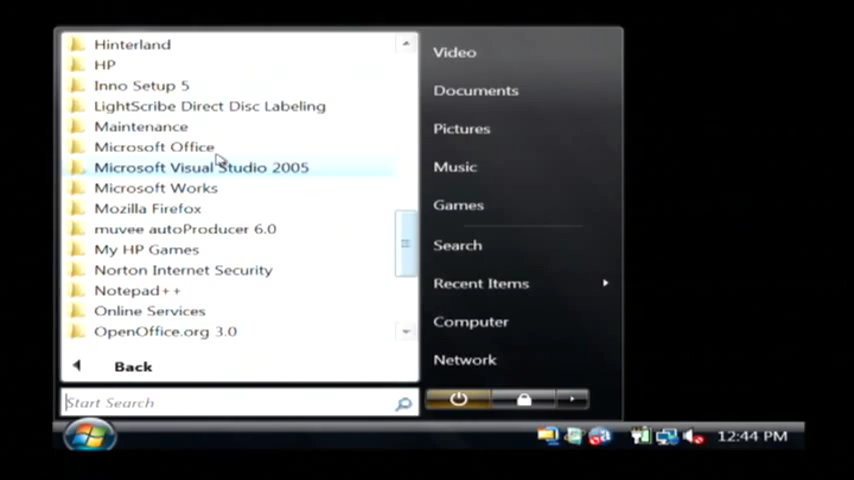 Hinterland
HP
Inno Setup 5
LightScribe Direct Disc Labeling
Maintenance
Microsoft Office
Microsoft Visual Studio 2005
Microsoft Works
Mozilla Firefox
muvee autoProducer 6.0
My HP Games
Norton Internet Security
Notepad++
Online Services
OpenOffice.org 3.0
Back
Start Search
Video
Documents
Pictures
Music
Games
Search
Recent Items
Computer
Network
12:44 PM